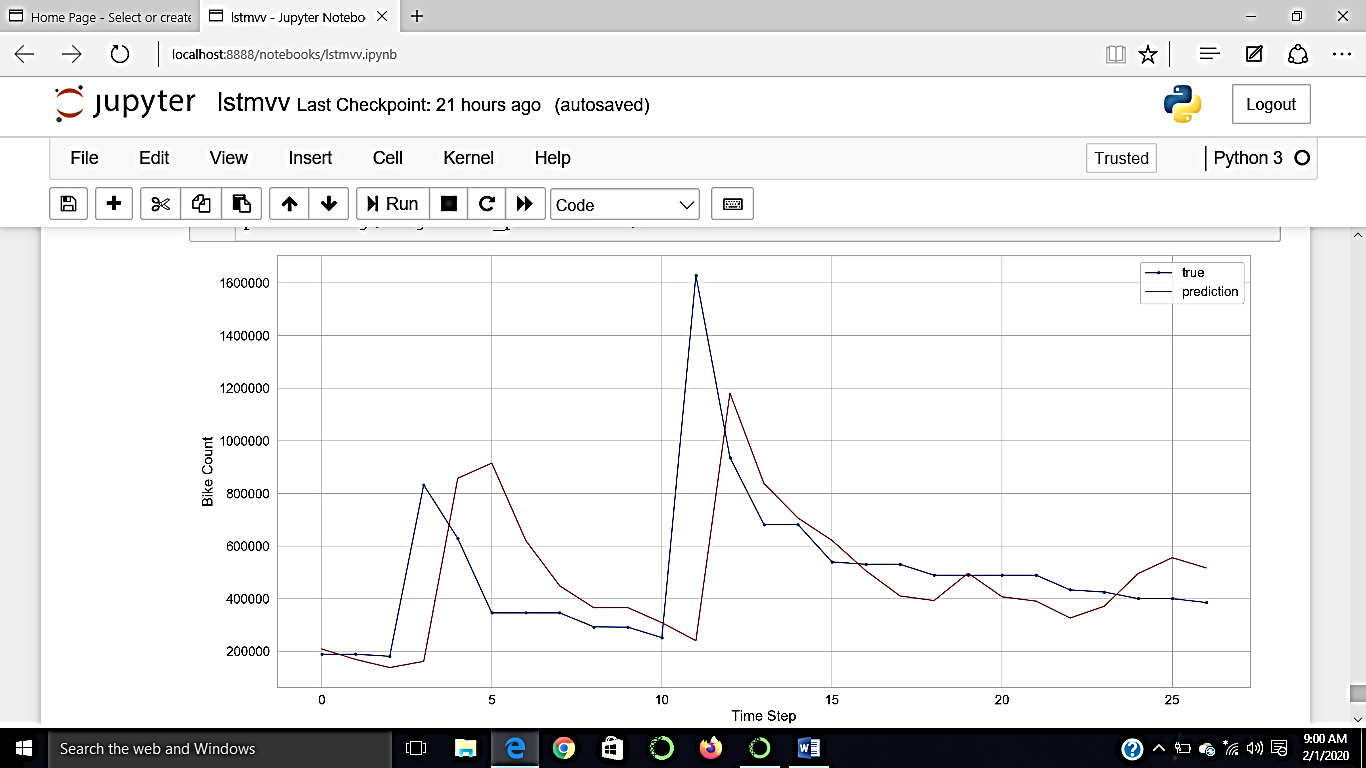 Home Page - Select or create
lstmvv - Jupyter Notebo
localhost:8888/notebooks/lstmvv.ipynb
jupyter lstmvv Last Checkpoint: 21 hours ago (autosaved)
Logout
File Edit View Insert Cell Kernel Help
Trusted Python 3
Run Code
true
prediction
1600000
1400000
1200000
1000000
800000
600000
400000
200000
Bike Count
0 5 10 15 20 25
Time Step
Search the web and Windows
9:00 AM
2/1/2020